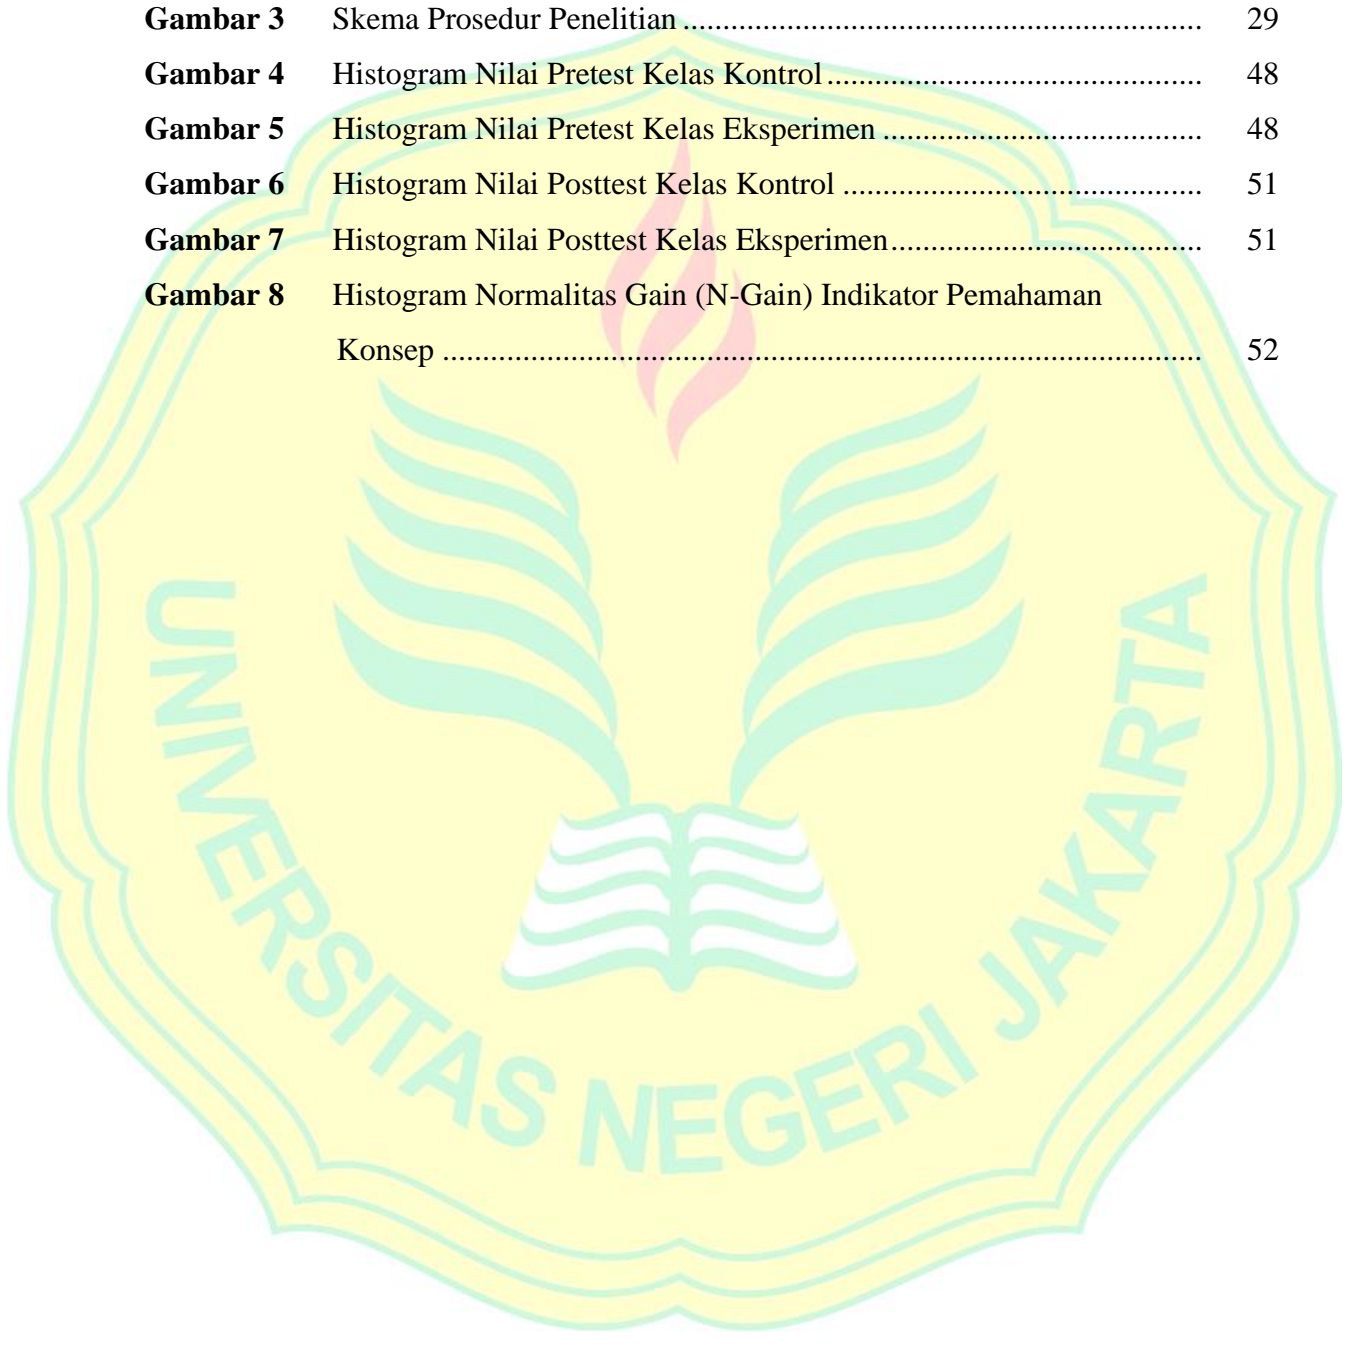 Gambar 3 Skema Prosedur Penelitian ................................................................. 29
Gambar 4 Histogram Nilai Pretest Kelas Kontrol ............................................... 48
Gambar 5 Histogram Nilai Pretest Kelas Eksperimen ........................................ 48
Gambar 6 Histogram Nilai Posttest Kelas Kontrol ............................................. 51
Gambar 7 Histogram Nilai Posttest Kelas Eksperimen ....................................... 51
Gambar 8 Histogram Normalitas Gain (N-Gain) Indikator Pemahaman
Konsep ............................................................................................... 52
UNIVERSITAS NEGERI JAKARTA